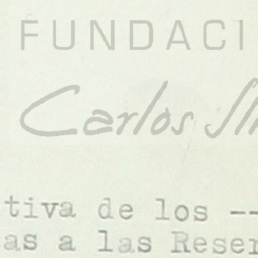 FUNDACI
Carlos Sli
tiva de los --
as a las Reser